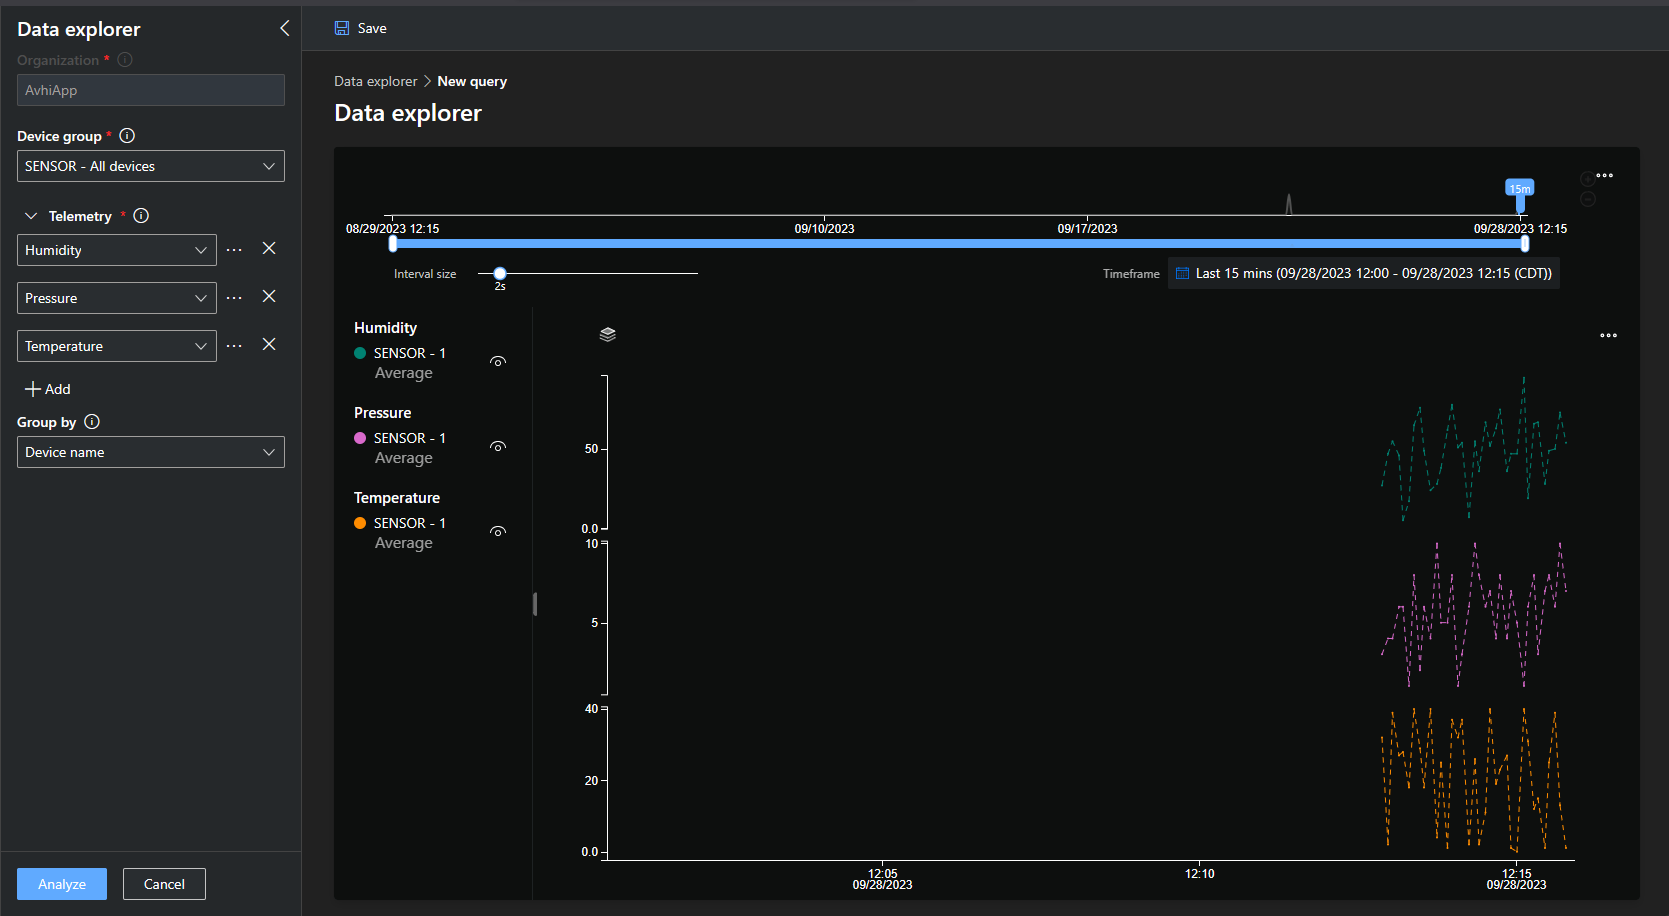 Data explorer
Organization *
AvhiApp
Device group *
SENSOR - All devices
Telemetry *
Humidity
Pressure
Temperature
Add
Group by
Device name
Analyze
Cancel
Save
Data explorer > New query
Data explorer
15m
08/29/2023 12:15
09/10/2023
09/17/2023
09/28/2023 12:15
Interval size
2s
Timeframe
Last 15 mins (09/28/2023 12:00 - 09/28/2023 12:15 (CDT))
Humidity
SENSOR - 1
Average
Pressure
SENSOR - 1
Average
Temperature
SENSOR - 1
Average
50
0.0
10
5
40
20
0.0
12:05
09/28/2023
12:10
12:15
09/28/2023